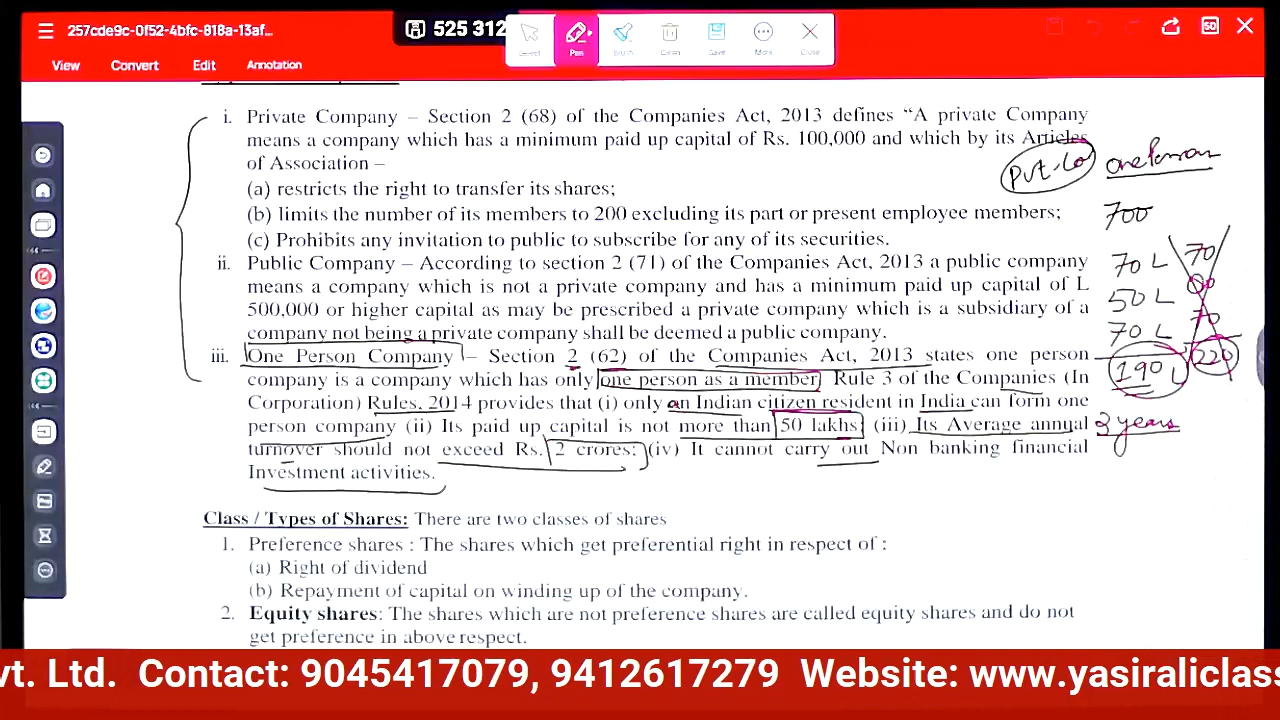 257cde9c-0f52-4bfc-818a-13af...
525 312
Select Pen Brush Clean Save More Close
View Convert Edit Annotation
i. Private Company – Section 2 (68) of the Companies Act, 2013 defines “A private Company
means a company which has a minimum paid up capital of Rs. 100,000 and which by its Articles
of Association –
(a) restricts the right to transfer its shares;
(b) limits the number of its members to 200 excluding its part or present employee members;
(c) Prohibits any invitation to public to subscribe for any of its securities.
ii. Public Company – According to section 2 (71) of the Companies Act, 2013 a public company
means a company which is not a private company and has a minimum paid up capital of L
500,000 or higher capital as may be prescribed a private company which is a subsidiary of a
company not being a private company shall be deemed a public company.
iii. One Person Company – Section 2 (62) of the Companies Act, 2013 states one person
company is a company which has only one person as a member. Rule 3 of the Companies (In
Corporation) Rules, 2014 provides that (i) only an Indian citizen resident in India can form one
person company (ii) Its paid up capital is not more than 50 lakhs (iii) Its Average annual
turnover should not exceed Rs. 2 crores: (iv) It cannot carry out Non banking financial
Investment activities.
Pvt. Co one Person
700
70 L 70
50 L 80
70 L 70
190 L 220
3 years
Class / Types of Shares: There are two classes of shares
1. Preference shares : The shares which get preferential right in respect of :
(a) Right of dividend
(b) Repayment of capital on winding up of the company.
2. Equity shares: The shares which are not preference shares are called equity shares and do not
get preference in above respect.
vt. Ltd. Contact: 9045417079, 9412617279 Website: www.yasiraliclass